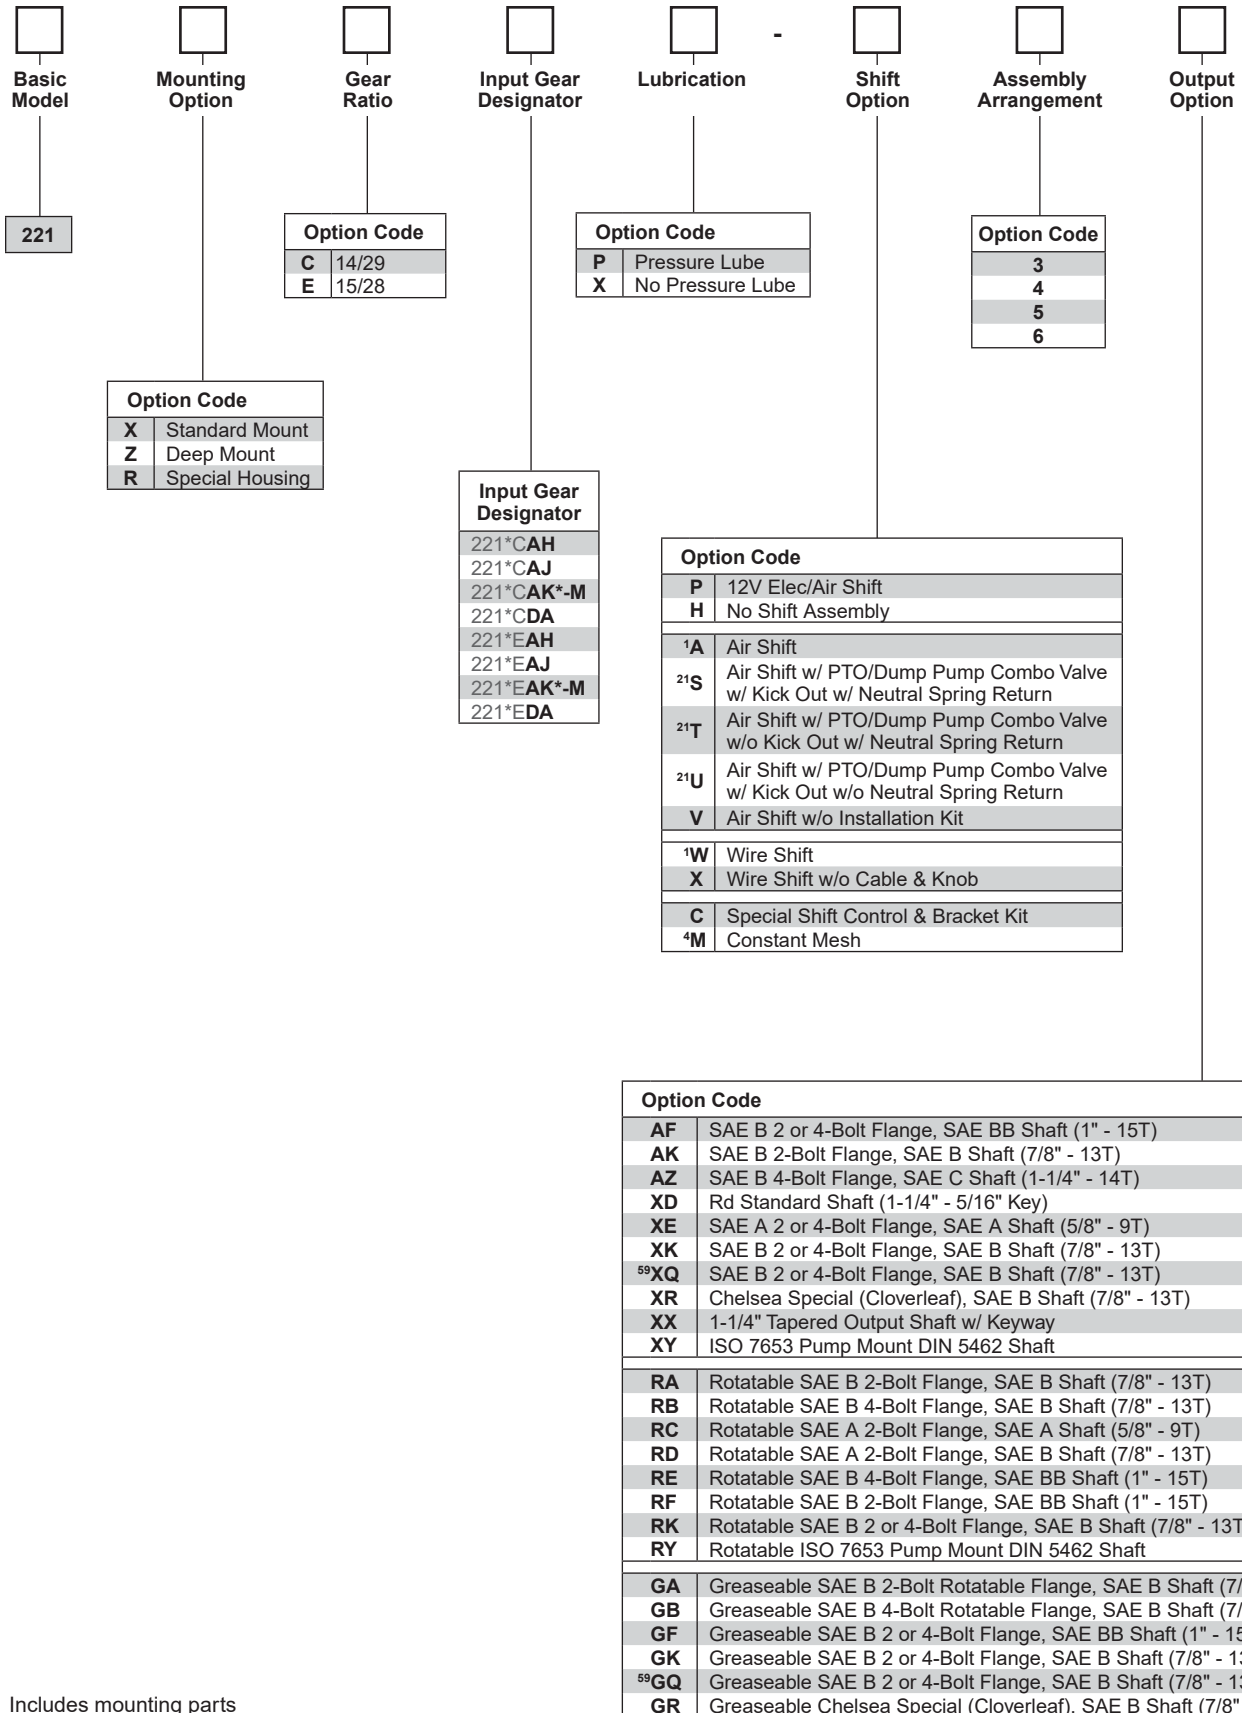 -
Basic Model
Mounting Option
Gear Ratio
Input Gear Designator
Lubrication
Shift Option
Assembly Arrangement
Output Option
221
Option Code
C 14/29
E 15/28
Option Code
P Pressure Lube
X No Pressure Lube
Option Code
3
4
5
6
Option Code
X Standard Mount
Z Deep Mount
R Special Housing
Input Gear
Designator
221*CAH
221*CAJ
221*CAK*-M
221*CDA
221*EAH
221*EAJ
221*EAK*-M
221*EDA
Option Code
P 12V Elec/Air Shift
H No Shift Assembly
¹A Air Shift
²¹S Air Shift w/ PTO/Dump Pump Combo Valve
w/ Kick Out w/ Neutral Spring Return
²¹T Air Shift w/ PTO/Dump Pump Combo Valve
w/o Kick Out w/ Neutral Spring Return
²¹U Air Shift w/ PTO/Dump Pump Combo Valve
w/ Kick Out w/o Neutral Spring Return
V Air Shift w/o Installation Kit
¹W Wire Shift
X Wire Shift w/o Cable & Knob
C Special Shift Control & Bracket Kit
⁴M Constant Mesh
Option Code
AF SAE B 2 or 4-Bolt Flange, SAE BB Shaft (1" - 15T)
AK SAE B 2-Bolt Flange, SAE B Shaft (7/8" - 13T)
AZ SAE B 4-Bolt Flange, SAE C Shaft (1-1/4" - 14T)
XD Rd Standard Shaft (1-1/4" - 5/16" Key)
XE SAE A 2 or 4-Bolt Flange, SAE A Shaft (5/8" - 9T)
XK SAE B 2 or 4-Bolt Flange, SAE B Shaft (7/8" - 13T)
⁵⁹XQ SAE B 2 or 4-Bolt Flange, SAE B Shaft (7/8" - 13T)
XR Chelsea Special (Cloverleaf), SAE B Shaft (7/8" - 13T)
XX 1-1/4" Tapered Output Shaft w/ Keyway
XY ISO 7653 Pump Mount DIN 5462 Shaft
RA Rotatable SAE B 2-Bolt Flange, SAE B Shaft (7/8" - 13T)
RB Rotatable SAE B 4-Bolt Flange, SAE B Shaft (7/8" - 13T)
RC Rotatable SAE A 2-Bolt Flange, SAE A Shaft (5/8" - 9T)
RD Rotatable SAE A 2-Bolt Flange, SAE B Shaft (7/8" - 13T)
RE Rotatable SAE B 4-Bolt Flange, SAE BB Shaft (1" - 15T)
RF Rotatable SAE B 2-Bolt Flange, SAE BB Shaft (1" - 15T)
RK Rotatable SAE B 2 or 4-Bolt Flange, SAE B Shaft (7/8" - 13T
RY Rotatable ISO 7653 Pump Mount DIN 5462 Shaft
GA Greaseable SAE B 2-Bolt Rotatable Flange, SAE B Shaft (7/
GB Greaseable SAE B 4-Bolt Rotatable Flange, SAE B Shaft (7/
GF Greaseable SAE B 2 or 4-Bolt Flange, SAE BB Shaft (1" - 15
GK Greaseable SAE B 2 or 4-Bolt Flange, SAE B Shaft (7/8" - 13
⁵⁹GQ Greaseable SAE B 2 or 4-Bolt Flange, SAE B Shaft (7/8" - 13
GR Greaseable Chelsea Special (Cloverleaf), SAE B Shaft (7/8"
Includes mounting parts